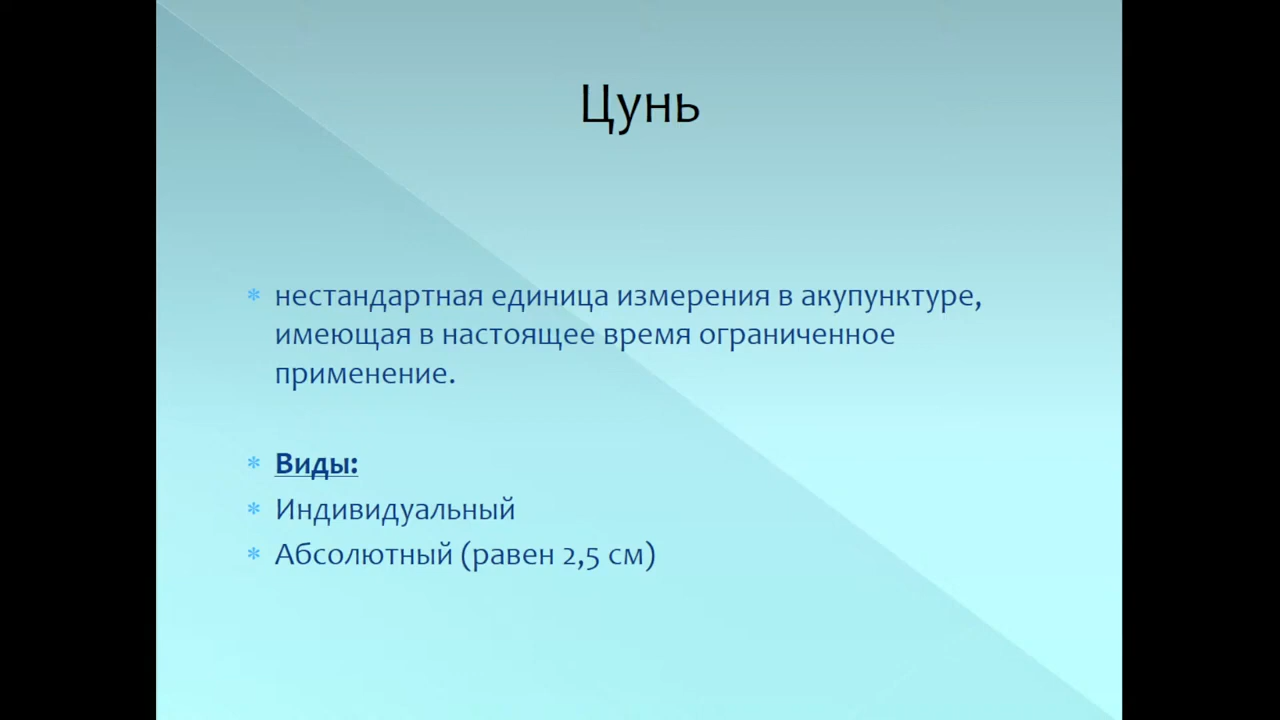 Цунь
нестандартная единица измерения в акупунктуре,
имеющая в настоящее время ограниченное
применение.
Виды:
Индивидуальный
Абсолютный (равен 2,5 см)